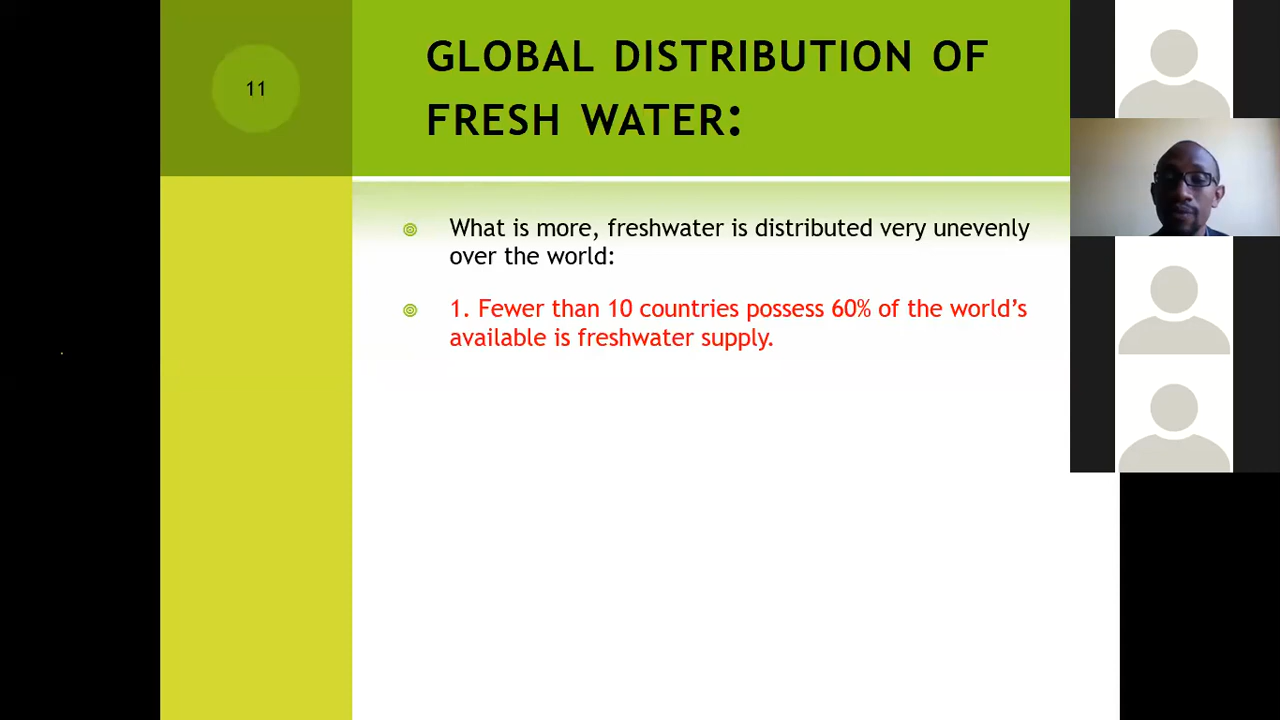 11
GLOBAL DISTRIBUTION OF
FRESH WATER:
What is more, freshwater is distributed very unevenly
over the world:
1. Fewer than 10 countries possess 60% of the world’s
available is freshwater supply.